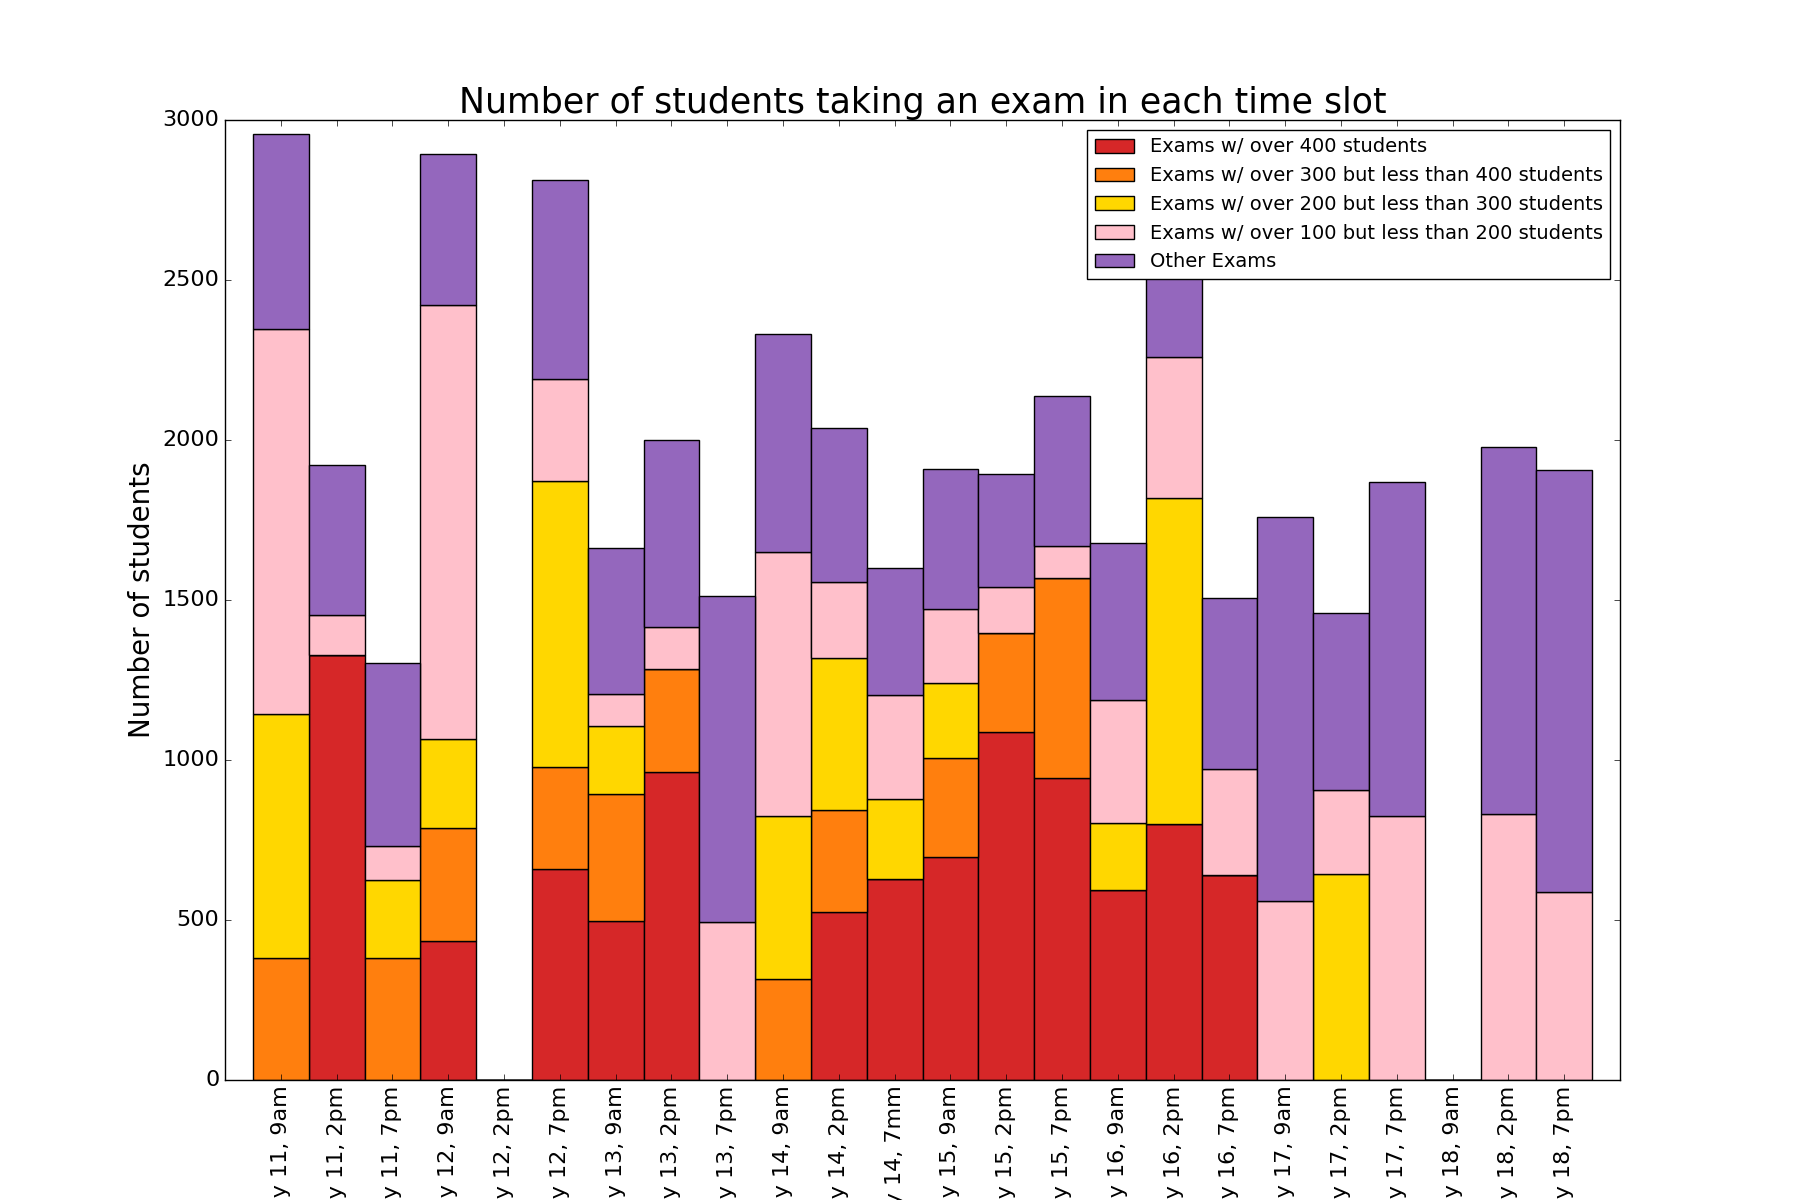 Number of students taking an exam in each time slot
Exams w/ over 400 students
Exams w/ over 300 but less than 400 students
Exams w/ over 200 but less than 300 students
Exams w/ over 100 but less than 200 students
Other Exams
Number of students
3000
2500
2000
1500
1000
500
0
y 11, 9am
y 11, 2pm
y 11, 7pm
y 12, 9am
y 12, 2pm
y 12, 7pm
y 13, 9am
y 13, 2pm
y 13, 7pm
y 14, 9am
y 14, 2pm
y 14, 7mm
y 15, 9am
y 15, 2pm
y 15, 7pm
y 16, 9am
y 16, 2pm
y 16, 7pm
y 17, 9am
y 17, 2pm
y 17, 7pm
y 18, 9am
y 18, 2pm
y 18, 7pm